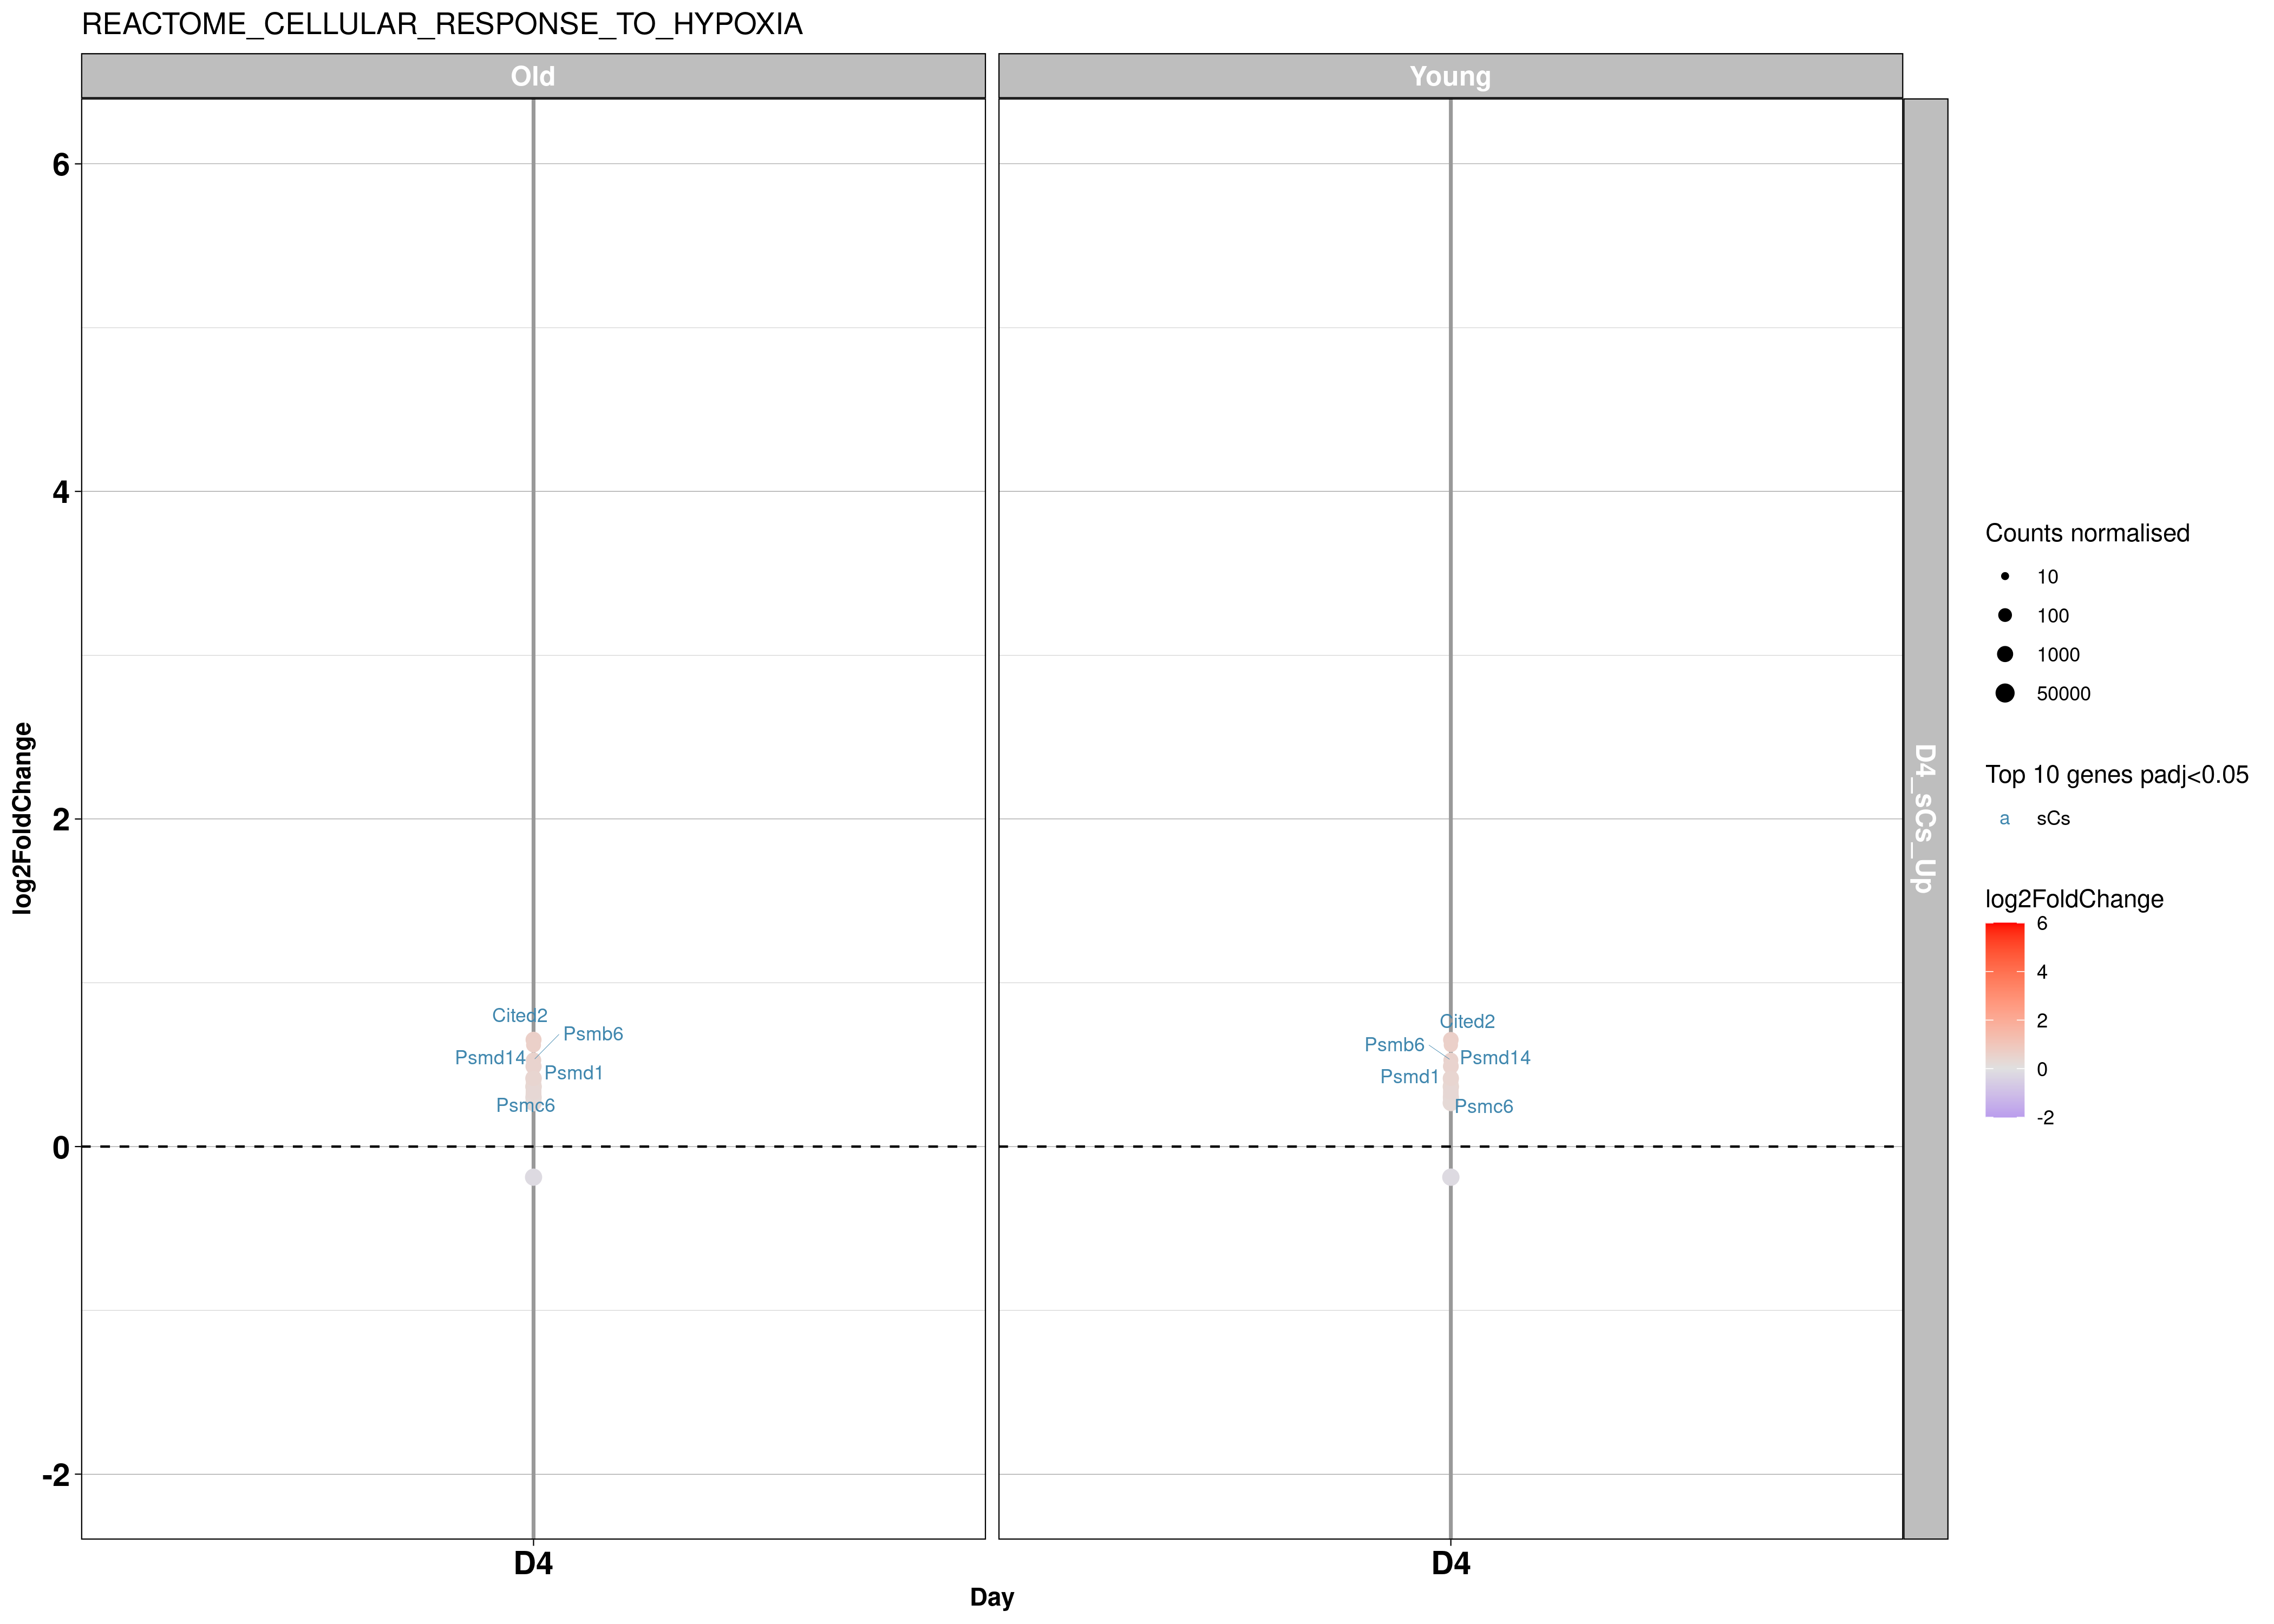 REACTOME_CELLULAR_RESPONSE_TO_HYPOXIA
Old
Young
D4_sCs_Up
log2FoldChange
6
4
2
0
-2
Cited2
Psmb6
Psmd14
Psmd1
Psmc6
Cited2
Psmb6
Psmd14
Psmd1
Psmc6
D4
D4
Day
Counts normalised
10
100
1000
50000
Top 10 genes padj<0.05
a sCs
log2FoldChange
6
4
2
0
-2